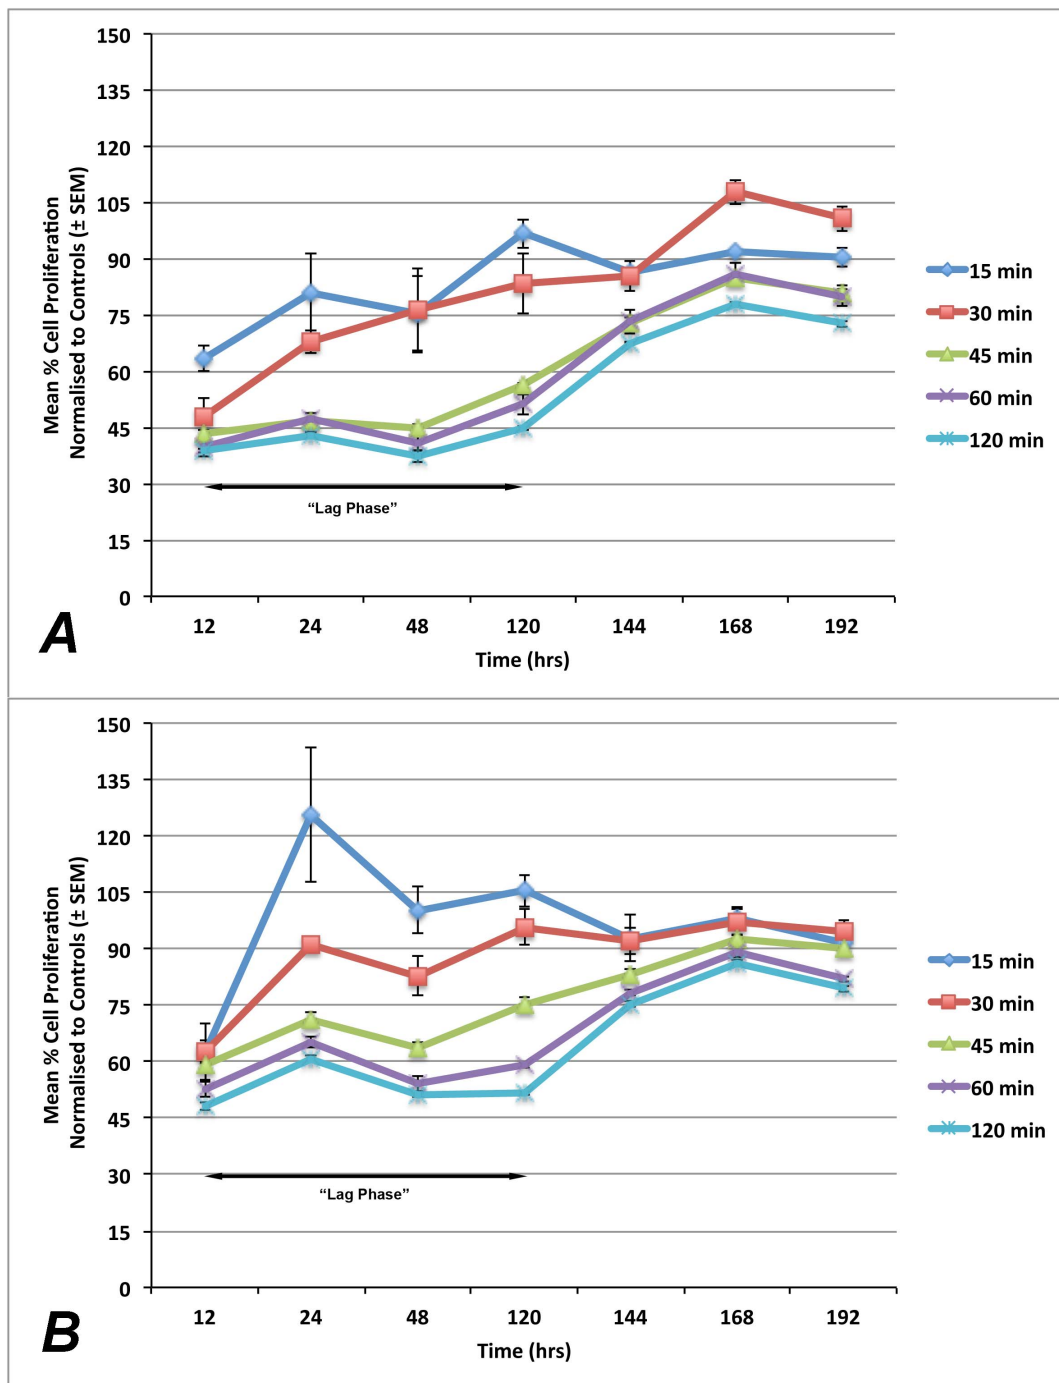 150
135
120
105
90
75
60
45
30
15
0
Mean % Cell Proliferation
Normalised to Controls (± SEM)
“Lag Phase”
12 24 48 120 144 168 192
Time (hrs)
15 min
30 min
45 min
60 min
120 min
A
150
135
120
105
90
75
60
45
30
15
0
Mean % Cell Proliferation
Normalised to Controls (± SEM)
“Lag Phase”
12 24 48 120 144 168 192
Time (hrs)
15 min
30 min
45 min
60 min
120 min
B